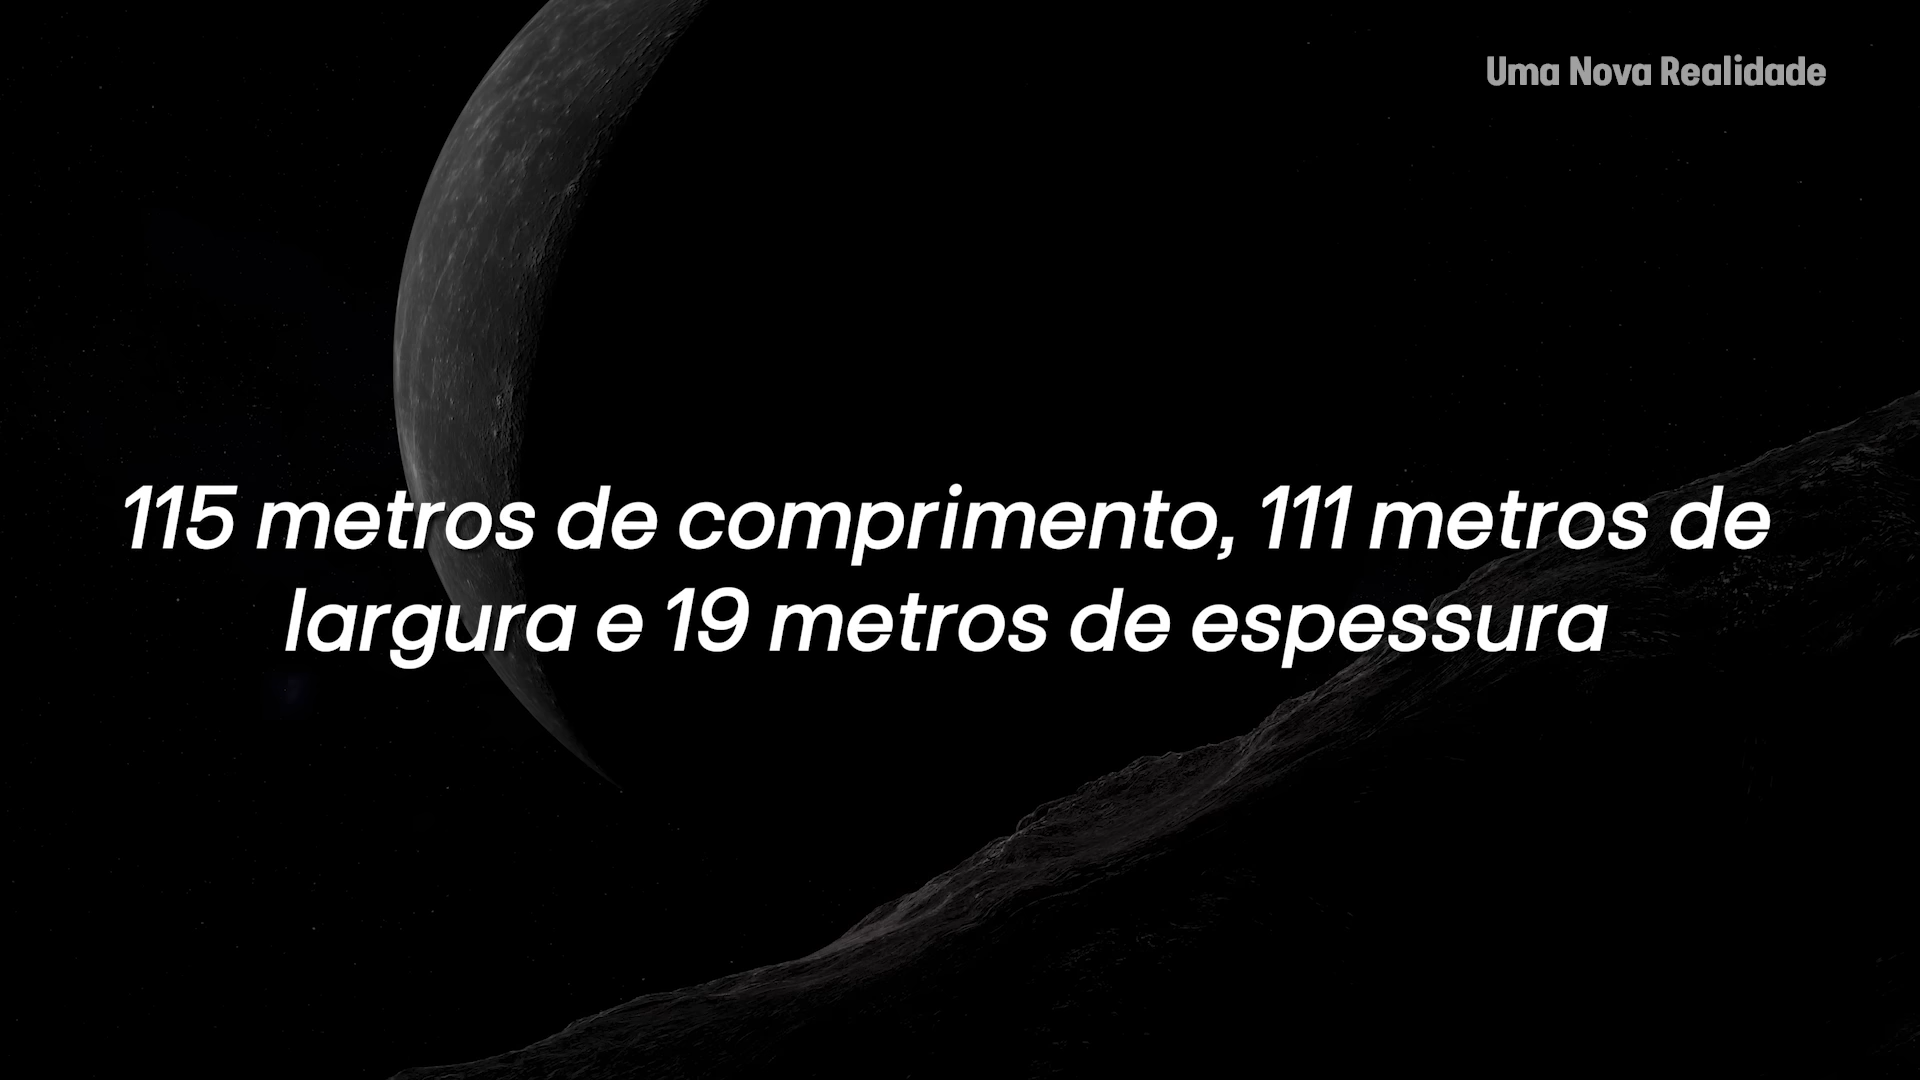 Uma Nova Realidade
115 metros de comprimento, 111 metros de
largura e 19 metros de espessura